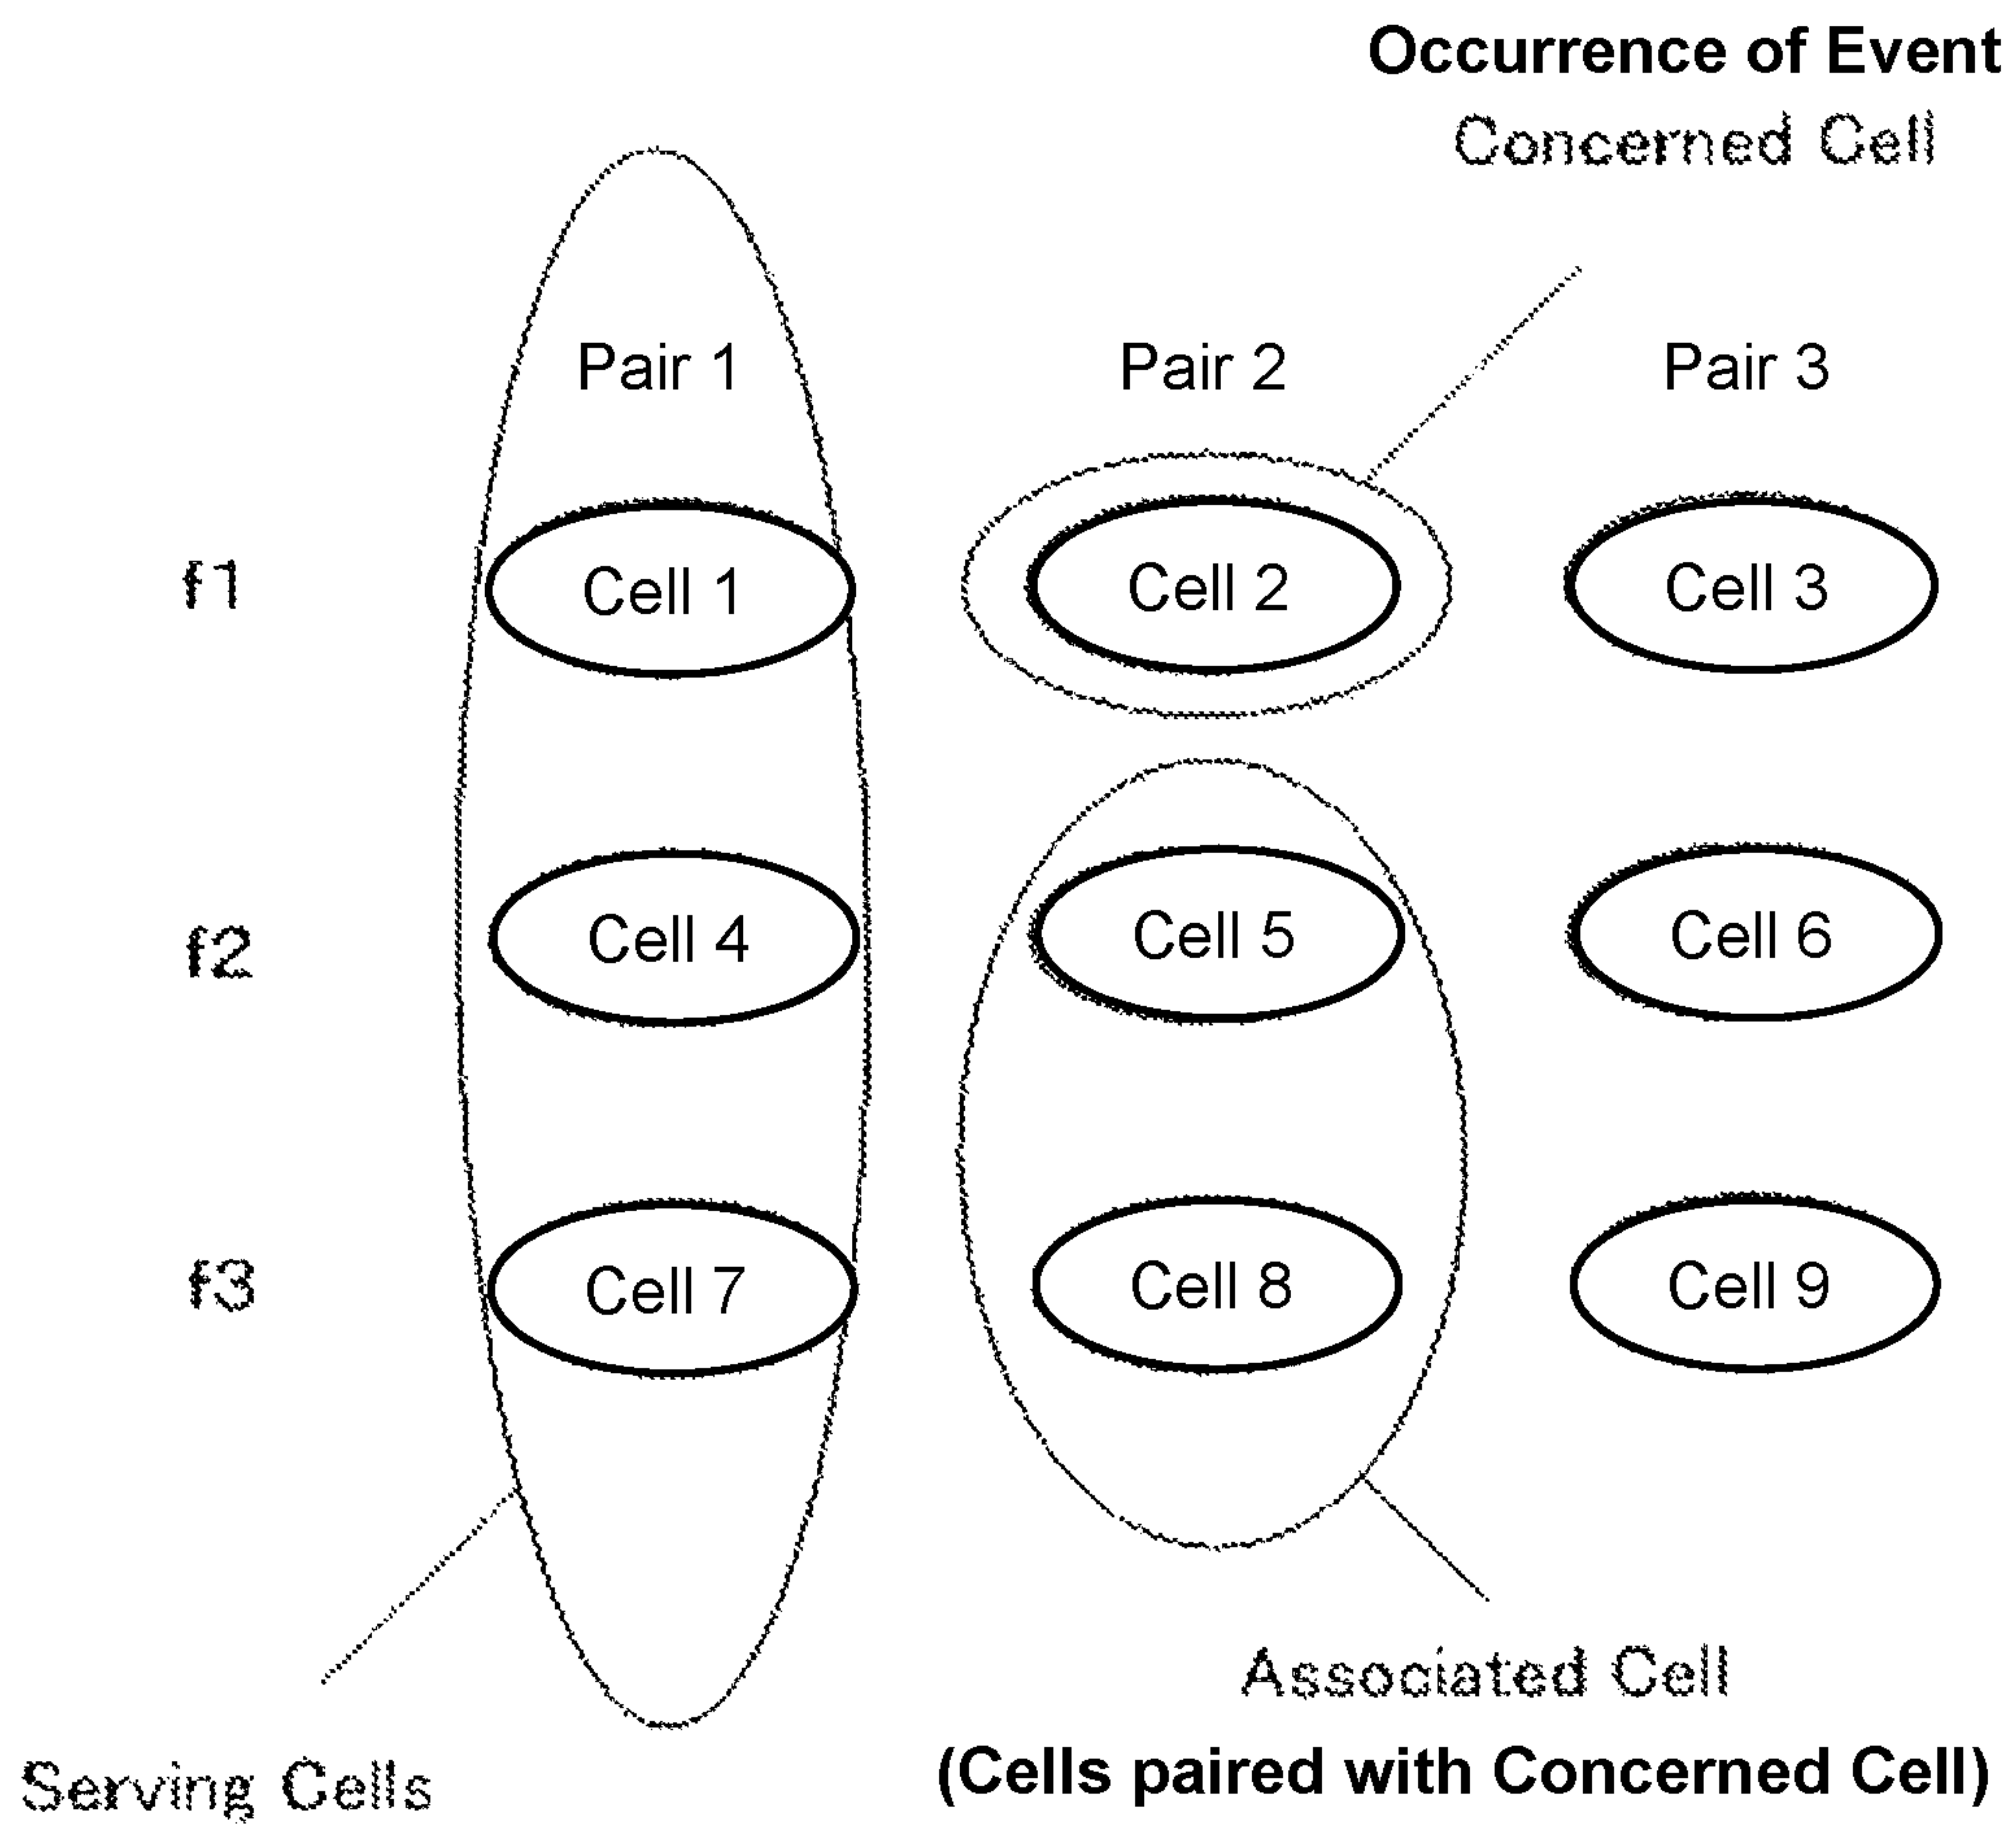 Occurrence of Event
Concerned Cell
Pair 1 Pair 2 Pair 3
f1 Cell 1 Cell 2 Cell 3
f2 Cell 4 Cell 5 Cell 6
f3 Cell 7 Cell 8 Cell 9
Associated Cell
(Cells paired with Concerned Cell)
Serving Cells